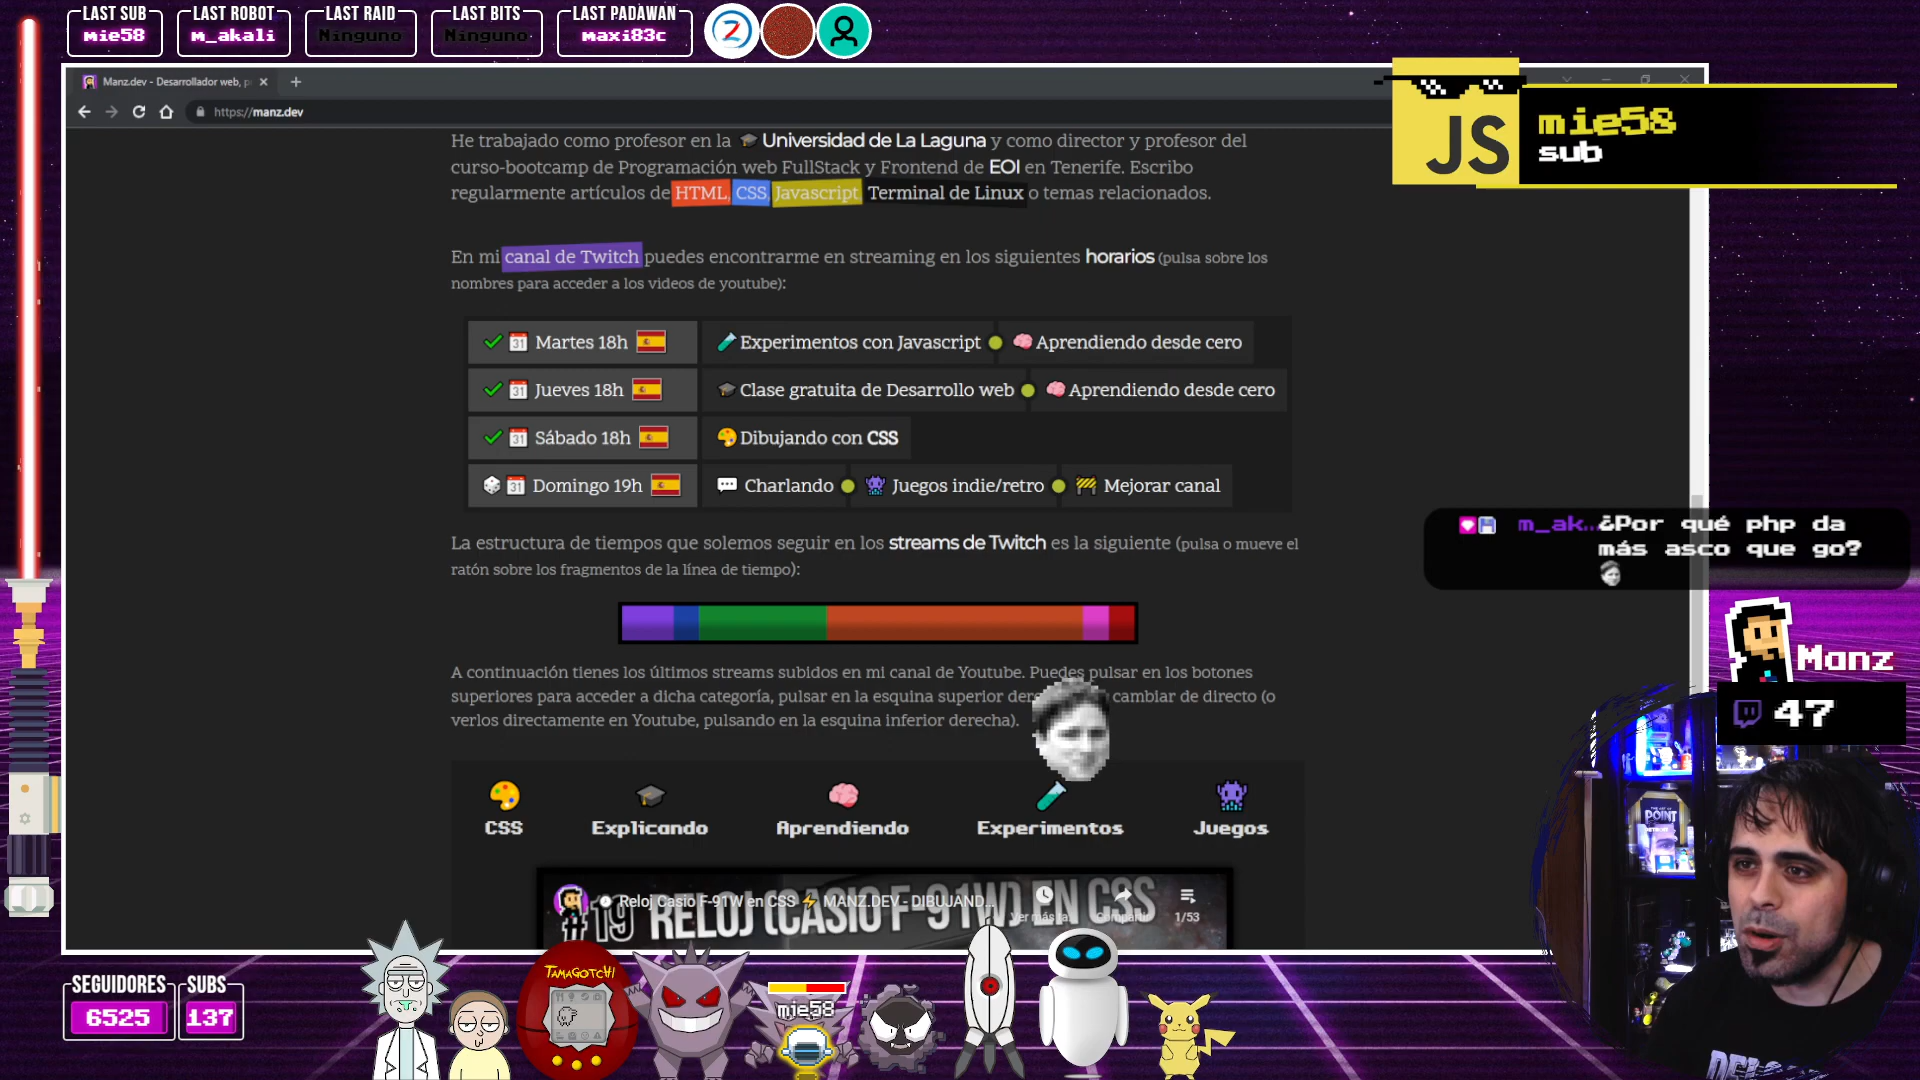 LAST SUB
mie58
LAST ROBOT
m_akali
LAST RAID
Ninguno
LAST BITS
Ninguno
LAST PADAWAN
maxi83c
Manz.dev - Desarrollador web, p
https://manz.dev
JS
mie58
sub
He trabajado como profesor en la Universidad de La Laguna y como director y profesor del
curso-bootcamp de Programación web FullStack y Frontend de EOI en Tenerife. Escribo
regularmente artículos de HTML, CSS, Javascript, Terminal de Linux o temas relacionados.
En mi canal de Twitch puedes encontrarme en streaming en los siguientes horarios (pulsa sobre los
nombres para acceder a los videos de youtube):
Martes 18h Experimentos con Javascript Aprendiendo desde cero
Jueves 18h Clase gratuita de Desarrollo web Aprendiendo desde cero
Sábado 18h Dibujando con CSS
Domingo 19h Charlando Juegos indie/retro Mejorar canal
m_ak... ¿Por qué php da
más asco que go?
La estructura de tiempos que solemos seguir en los streams de Twitch es la siguiente (pulsa o mueve el
ratón sobre los fragmentos de la línea de tiempo):
Manz
47
A continuación tienes los últimos streams subidos en mi canal de Youtube. Puedes pulsar en los botones
superiores para acceder a dicha categoría, pulsar en la esquina superior cambiar de directo (o
verlos directamente en Youtube, pulsando en la esquina inferior derecha).
CSS
Explicando
Aprendiendo
Experimentos
Juegos
Reloj Casio F-91W en CSS ⚡ MANZ.DEV - DIBUJAND...
#19 RELOJ (CASIO F-91W) EN CSS
1/53
POINT
SEGUIDORES
6525
SUBS
137
TAMAGOTCHI
mie58